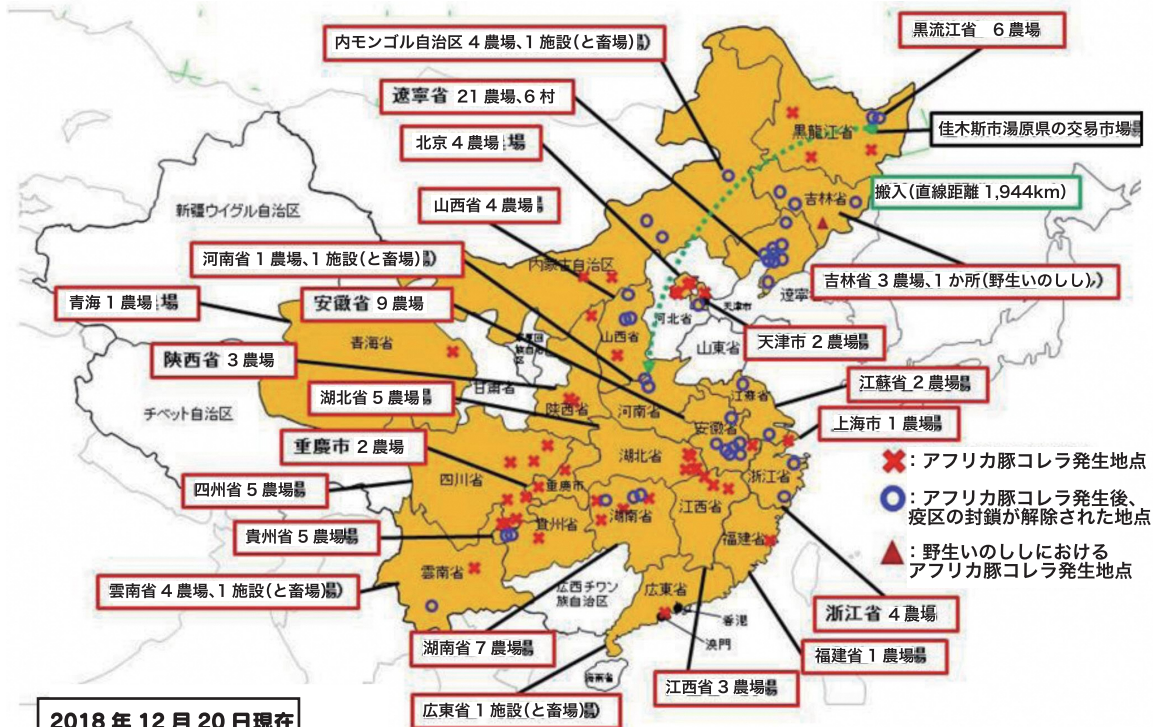 内モンゴル自治区 4 農場、1 施設(と畜場)
黒流江省 6 農場
遼寧省 21 農場、6 村
佳木斯市湯原県の交易市場
北京 4 農場
黒龍江省
搬入(直線距離 1,944km)
吉林省
山西省 4 農場
新疆ウイグル自治区
河南省 1 農場、1 施設(と畜場)
内蒙古自治区
吉林省 3 農場、1 か所(野生いのしし)
青海 1 農場
安徽省 9 農場
遼寧
天津市
河北省
青海省
山西省
山東省
天津市 2 農場
陝西省 3 農場
甘粛省
江蘇省 2 農場
湖北省 5 農場
チベット自治区
陝西省
河南省
江蘇省
安徽省
上海市 1 農場
重慶市 2 農場
湖北省
:アフリカ豚コレラ発生地点
四州省 5 農場
四川省
重慶市
浙江省
江西省
:アフリカ豚コレラ発生後、
疫区の封鎖が解除された地点
貴州省 5 農場
貴州省
湖南省
福建省
:野生いのししにおける
アフリカ豚コレラ発生地点
雲南省 4 農場、1 施設(と畜場)
雲南省
広西チワン
族自治区
広東省
香港
澳門
浙江省 4 農場
湖南省 7 農場
福建省 1 農場
海南省
江西省 3 農場
広東省 1 施設(と畜場)
2018 年 12 月 20 日現在